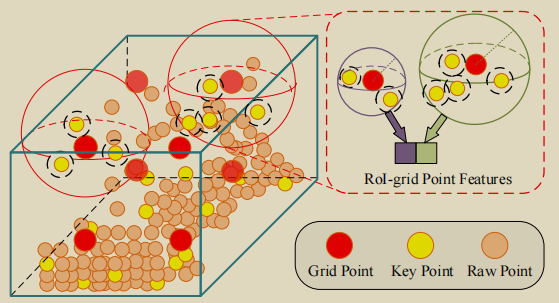 RoI-grid Point Features
Grid Point Key Point Raw Point